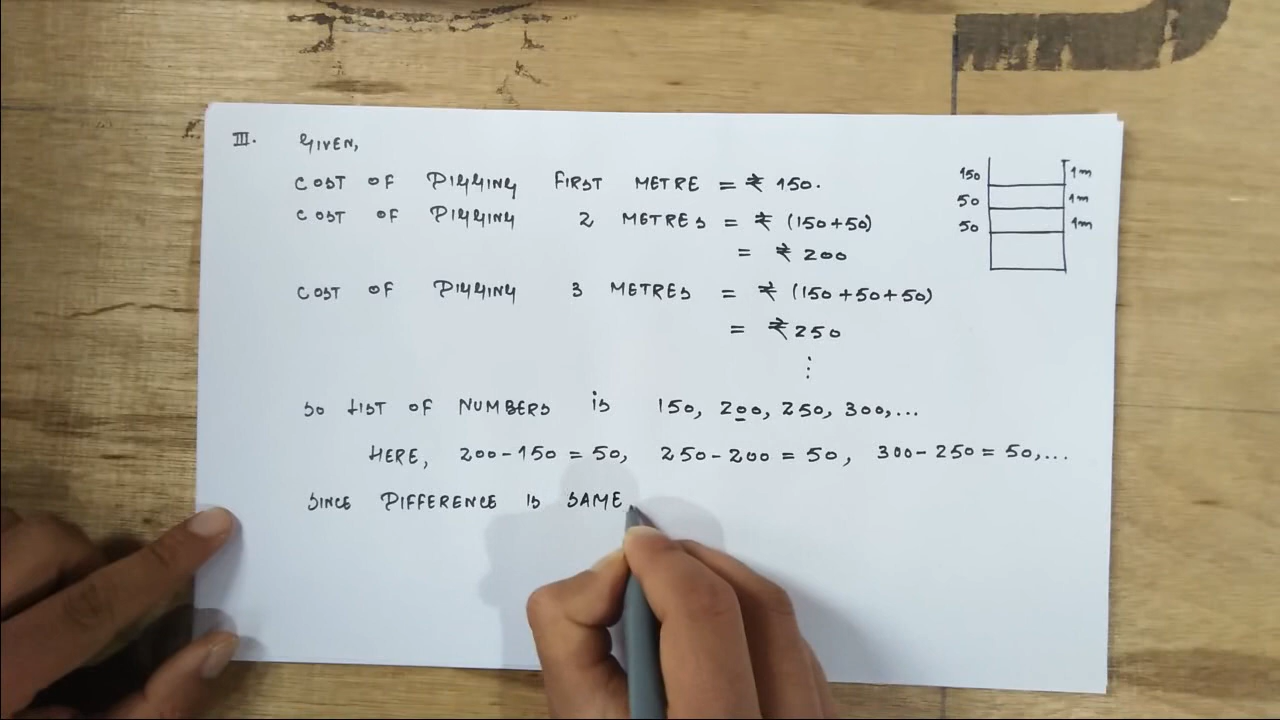 III. GIVEN,
COST OF DIGGING FIRST METRE = ₹ 150.
COST OF DIGGING 2 METRES = ₹ (150+50)
= ₹ 200
COST OF DIGGING 3 METRES = ₹ (150+50+50)
= ₹ 250
⋮
SO LIST OF NUMBERS is 150, 200, 250, 300,...
HERE, 200-150 = 50, 250-200 = 50, 300-250 = 50,...
SINCE DIFFERENCE IS SAME,
150 1m
50 1m
50 1m